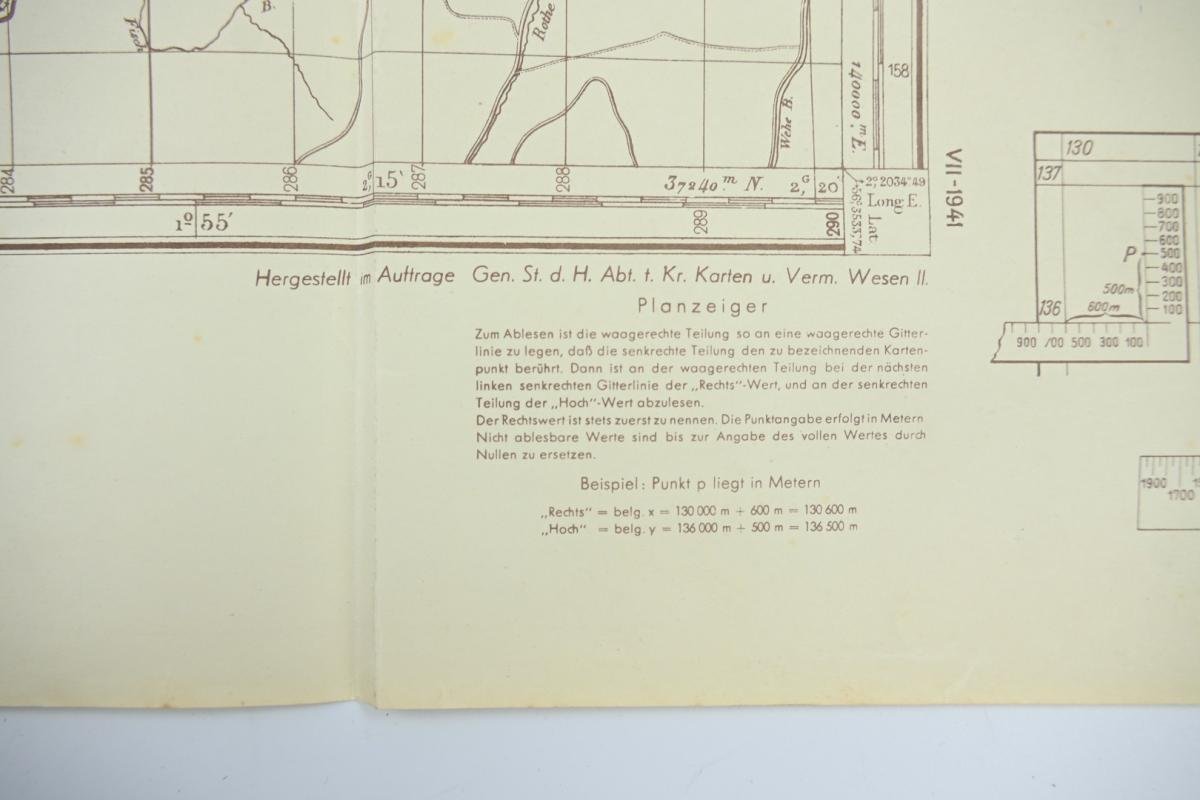 B.
Rothe
Wehe B.
140000 m. E.
158
284
285
286
2,G 15'
287
288
37240 m N.
2,G 20'
2°, 2034"49
Long E.
Lat.
1° 55'
289
290
VII-1941
Hergestellt im Auftrage Gen. St. d. H. Abt. t. Kr. Karten u. Verm. Wesen II.
Planzeiger
Zum Ablesen ist die waagerechte Teilung so an eine waagerechte Gitter-
linie zu legen, daß die senkrechte Teilung den zu bezeichnenden Karten-
punkt berührt. Dann ist an der waagerechten Teilung bei der nächsten
linken senkrechten Gitterlinie der „Rechts"-Wert, und an der senkrechten
Teilung der „Hoch"-Wert abzulesen.
Der Rechtswert ist stets zuerst zu nennen. Die Punktangabe erfolgt in Metern
Nicht ablesbare Werte sind bis zur Angabe des vollen Wertes durch
Nullen zu ersetzen.
Beispiel: Punkt p liegt in Metern
„Rechts" = belg. x = 130 000 m + 600 m = 130 600 m
„Hoch" = belg. y = 136 000 m + 500 m = 136 500 m
130
137
900
800
700
600
P 500
400
500m 300
200
136 600m 100
900 700 500 300 100
1900
1700